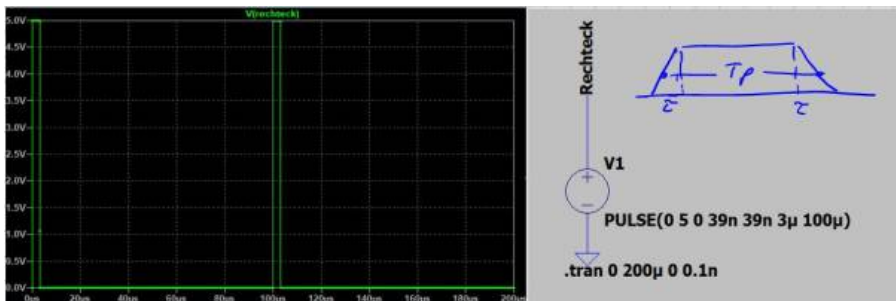 V(rechteck)
5.0V
4.5V
4.0V
3.5V
3.0V
2.5V
2.0V
1.5V
1.0V
0.5V
0.0V
0µs 20µs 40µs 60µs 80µs 100µs 120µs 140µs 160µs 180µs 200µs
Rechteck
Tp
τ τ
V1
PULSE(0 5 0 39n 39n 3µ 100µ)
.tran 0 200µ 0 0.1n